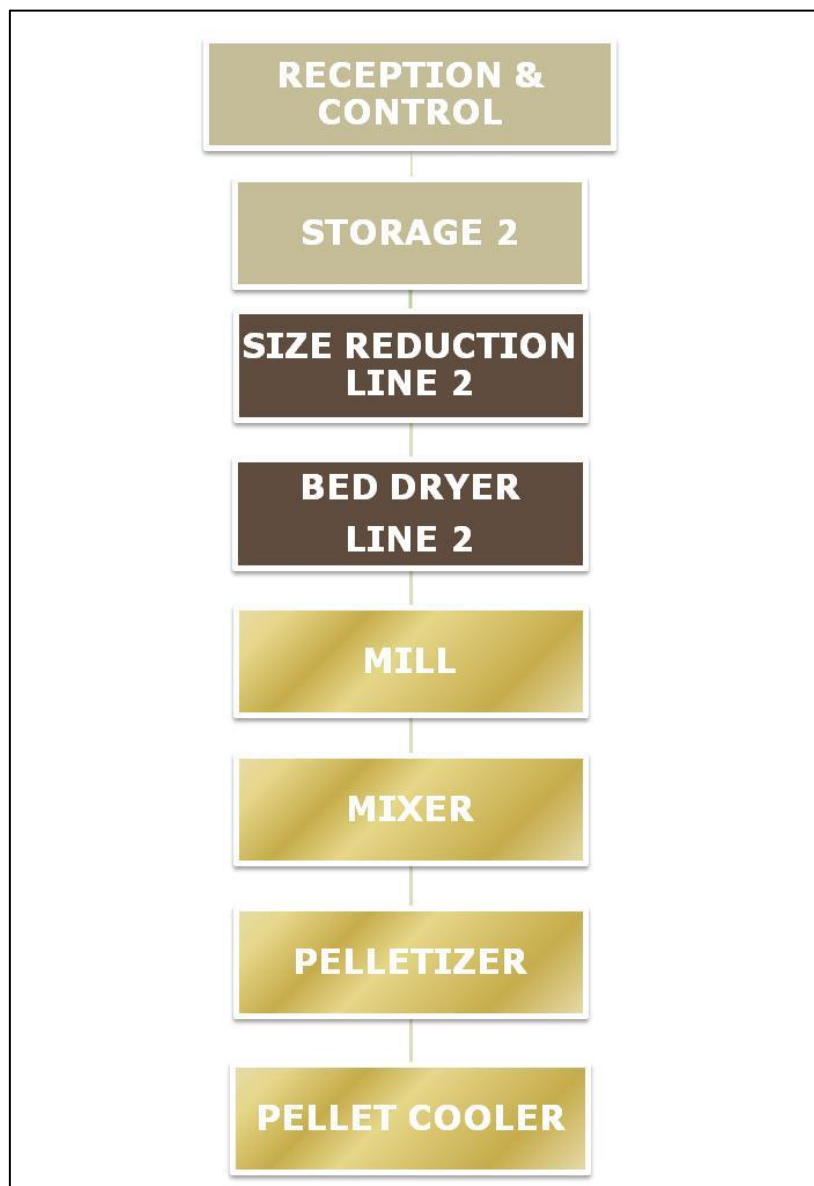 RECEPTION &
CONTROL
STORAGE 2
SIZE REDUCTION
LINE 2
BED DRYER
LINE 2
MILL
MIXER
PELLETIZER
PELLET COOLER